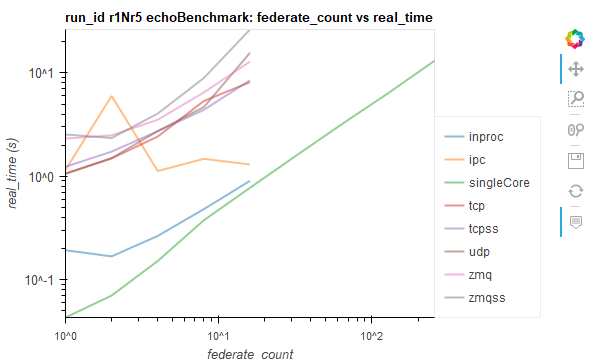 run_id r1Nr5 echoBenchmark: federate_count vs real_time
real_time (s)
10^1
10^0
10^-1
10^0
10^1
10^2
federate_count
inproc
ipc
singleCore
tcp
tcpss
udp
zmq
zmqss